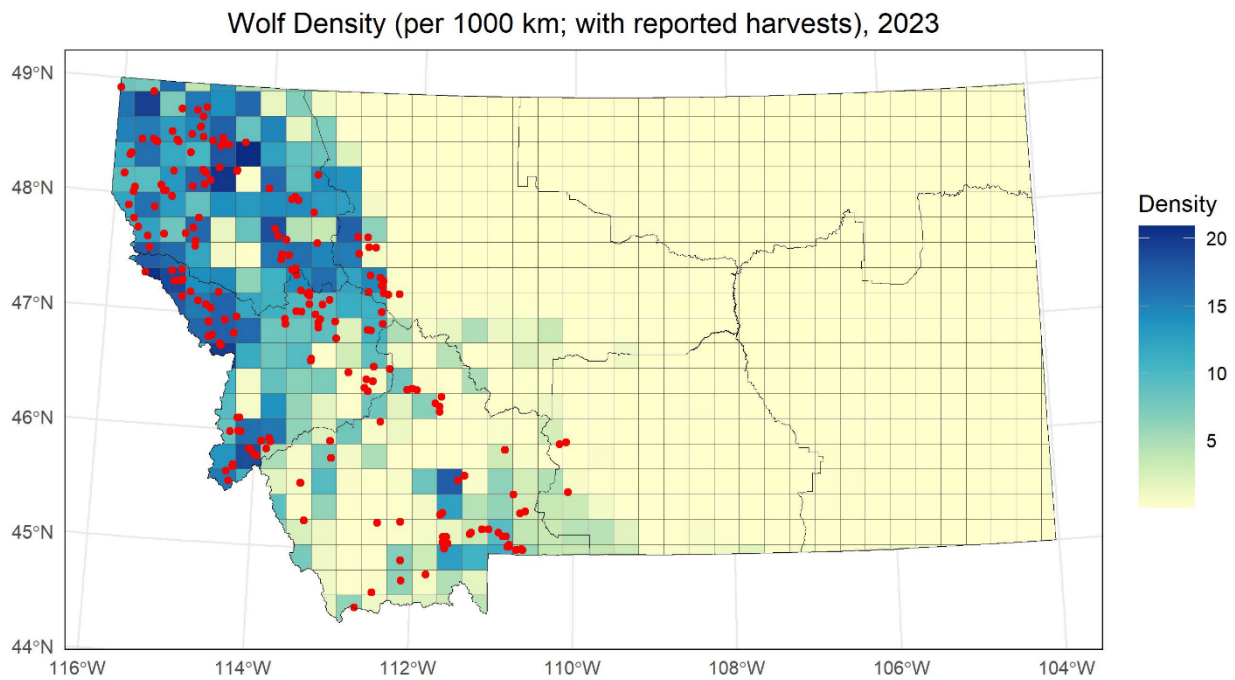 Wolf Density (per 1000 km; with reported harvests), 2023
49°N
48°N
47°N
46°N
45°N
44°N
116°W
114°W
112°W
110°W
108°W
106°W
104°W
Density
20
15
10
5